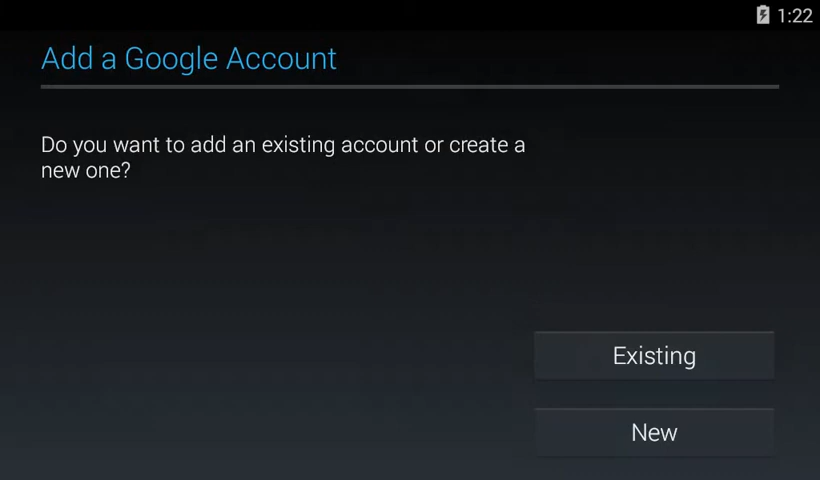 1:22
Add a Google Account
Do you want to add an existing account or create a
new one?
Existing
New